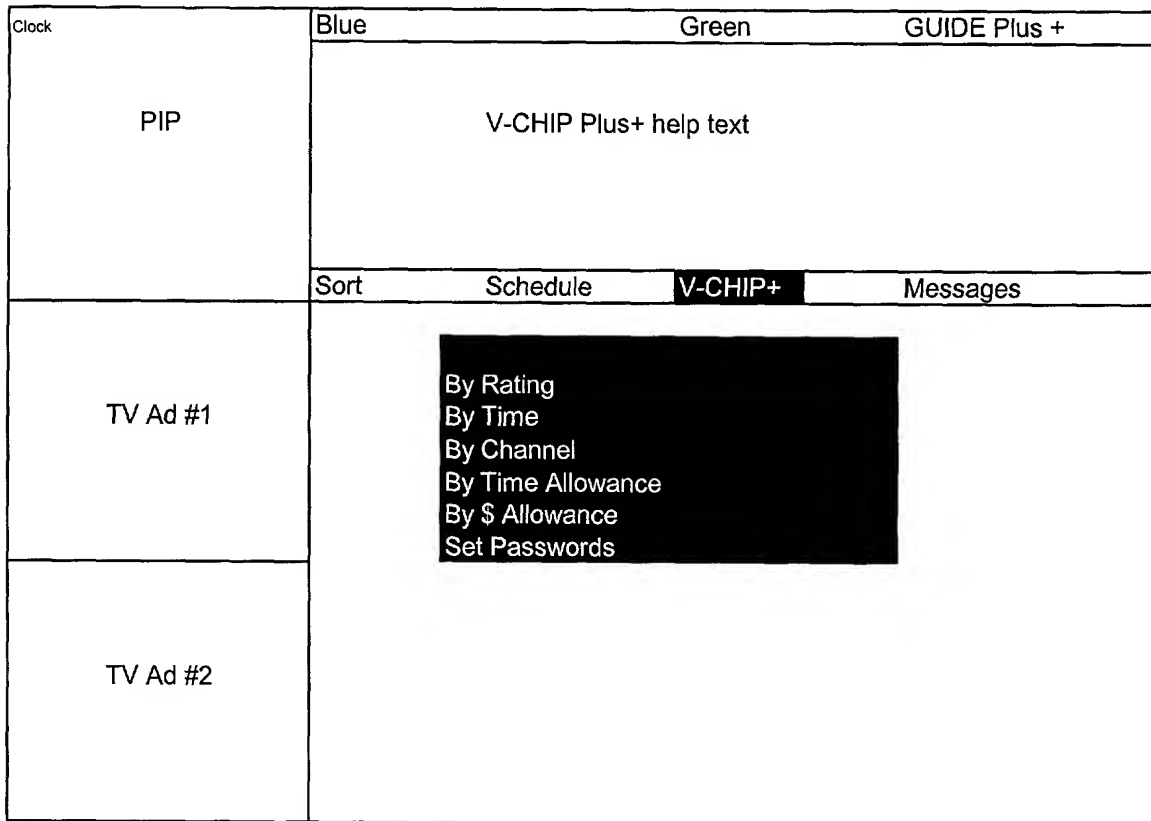 Clock
Blue Green GUIDE Plus +
PIP
V-CHIP Plus+ help text
Sort Schedule V-CHIP+ Messages
TV Ad #1
By Rating
By Time
By Channel
By Time Allowance
By $ Allowance
Set Passwords
TV Ad #2